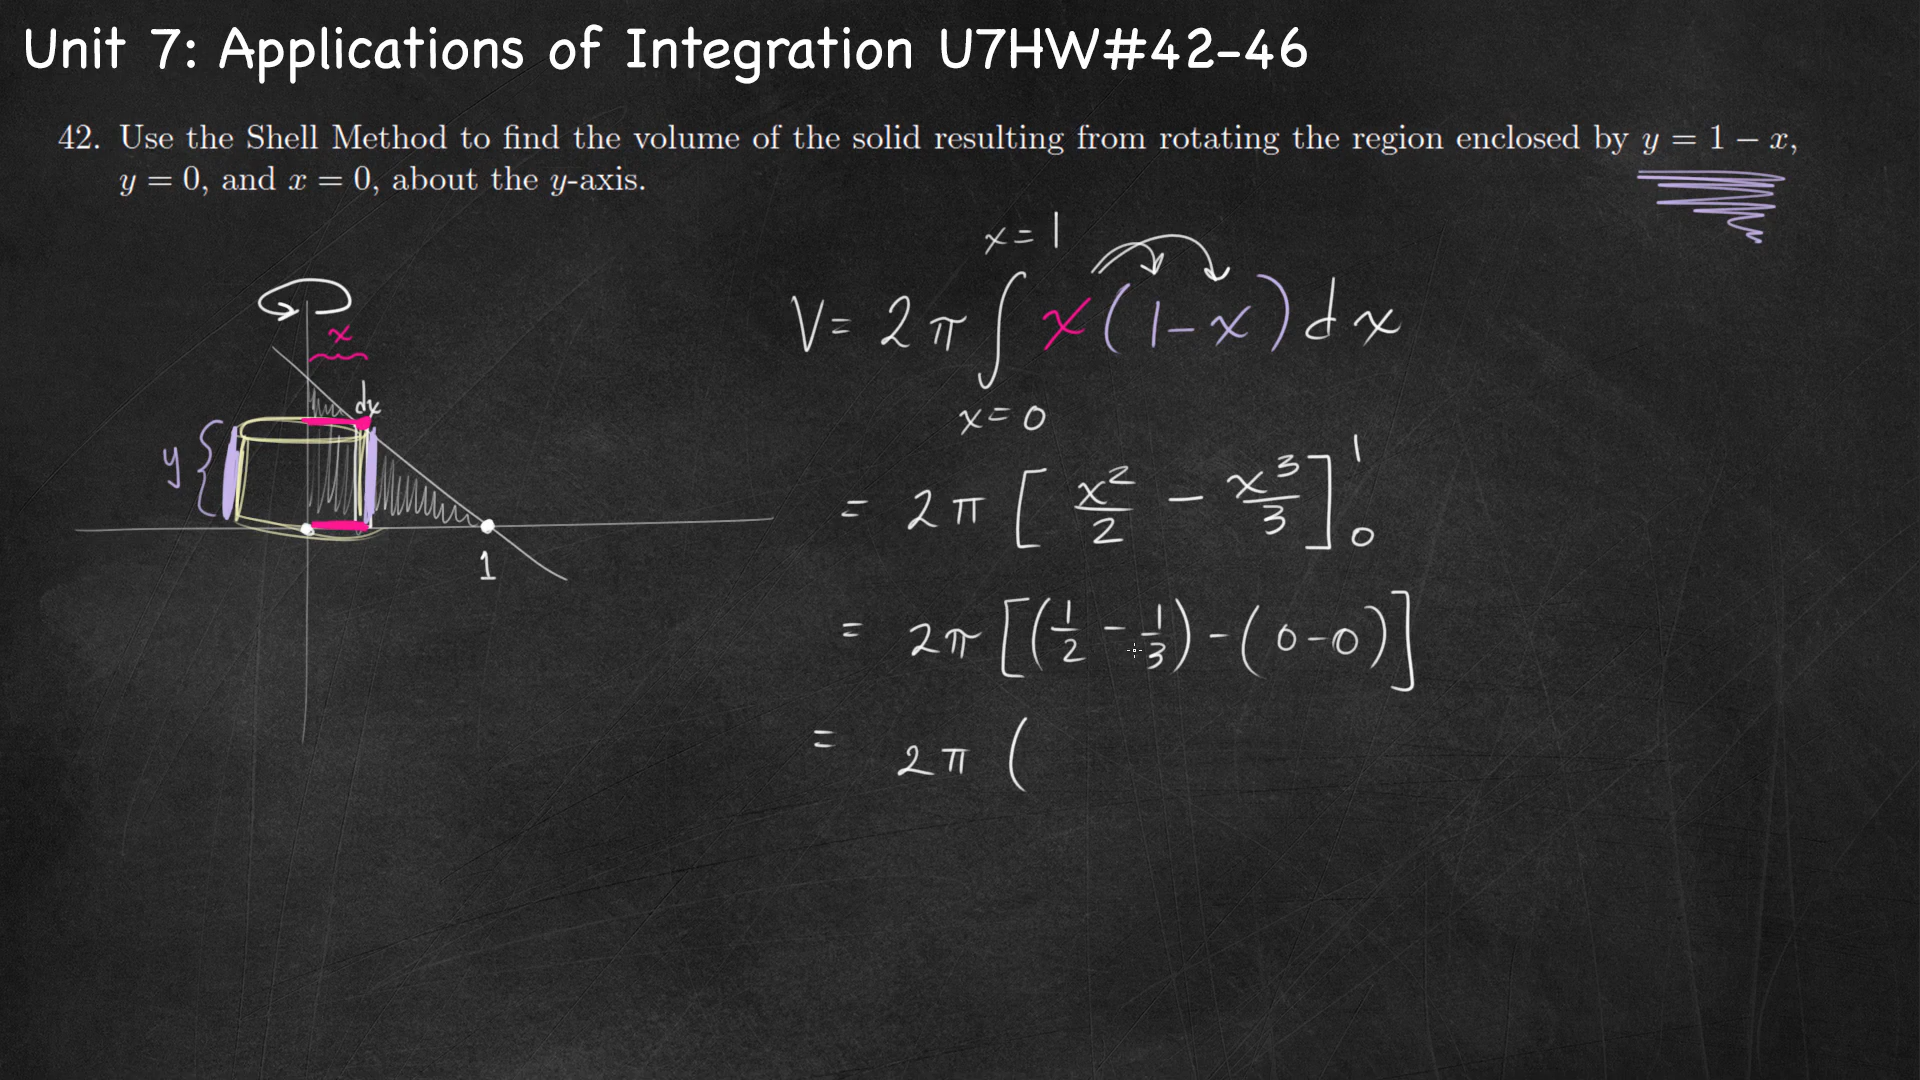 Unit 7: Applications of Integration U7HW#42-46
42. Use the Shell Method to find the volume of the solid resulting from rotating the region enclosed by y = 1 − x,
y = 0, and x = 0, about the y-axis.
x=1
V= 2π ∫ x(1-x)dx
x=0
= 2π [ x²/2 - x³/3 ]₀¹
= 2π [(1/2 - 1/3) - (0-0)]
= 2π (
x
dx
y {
1